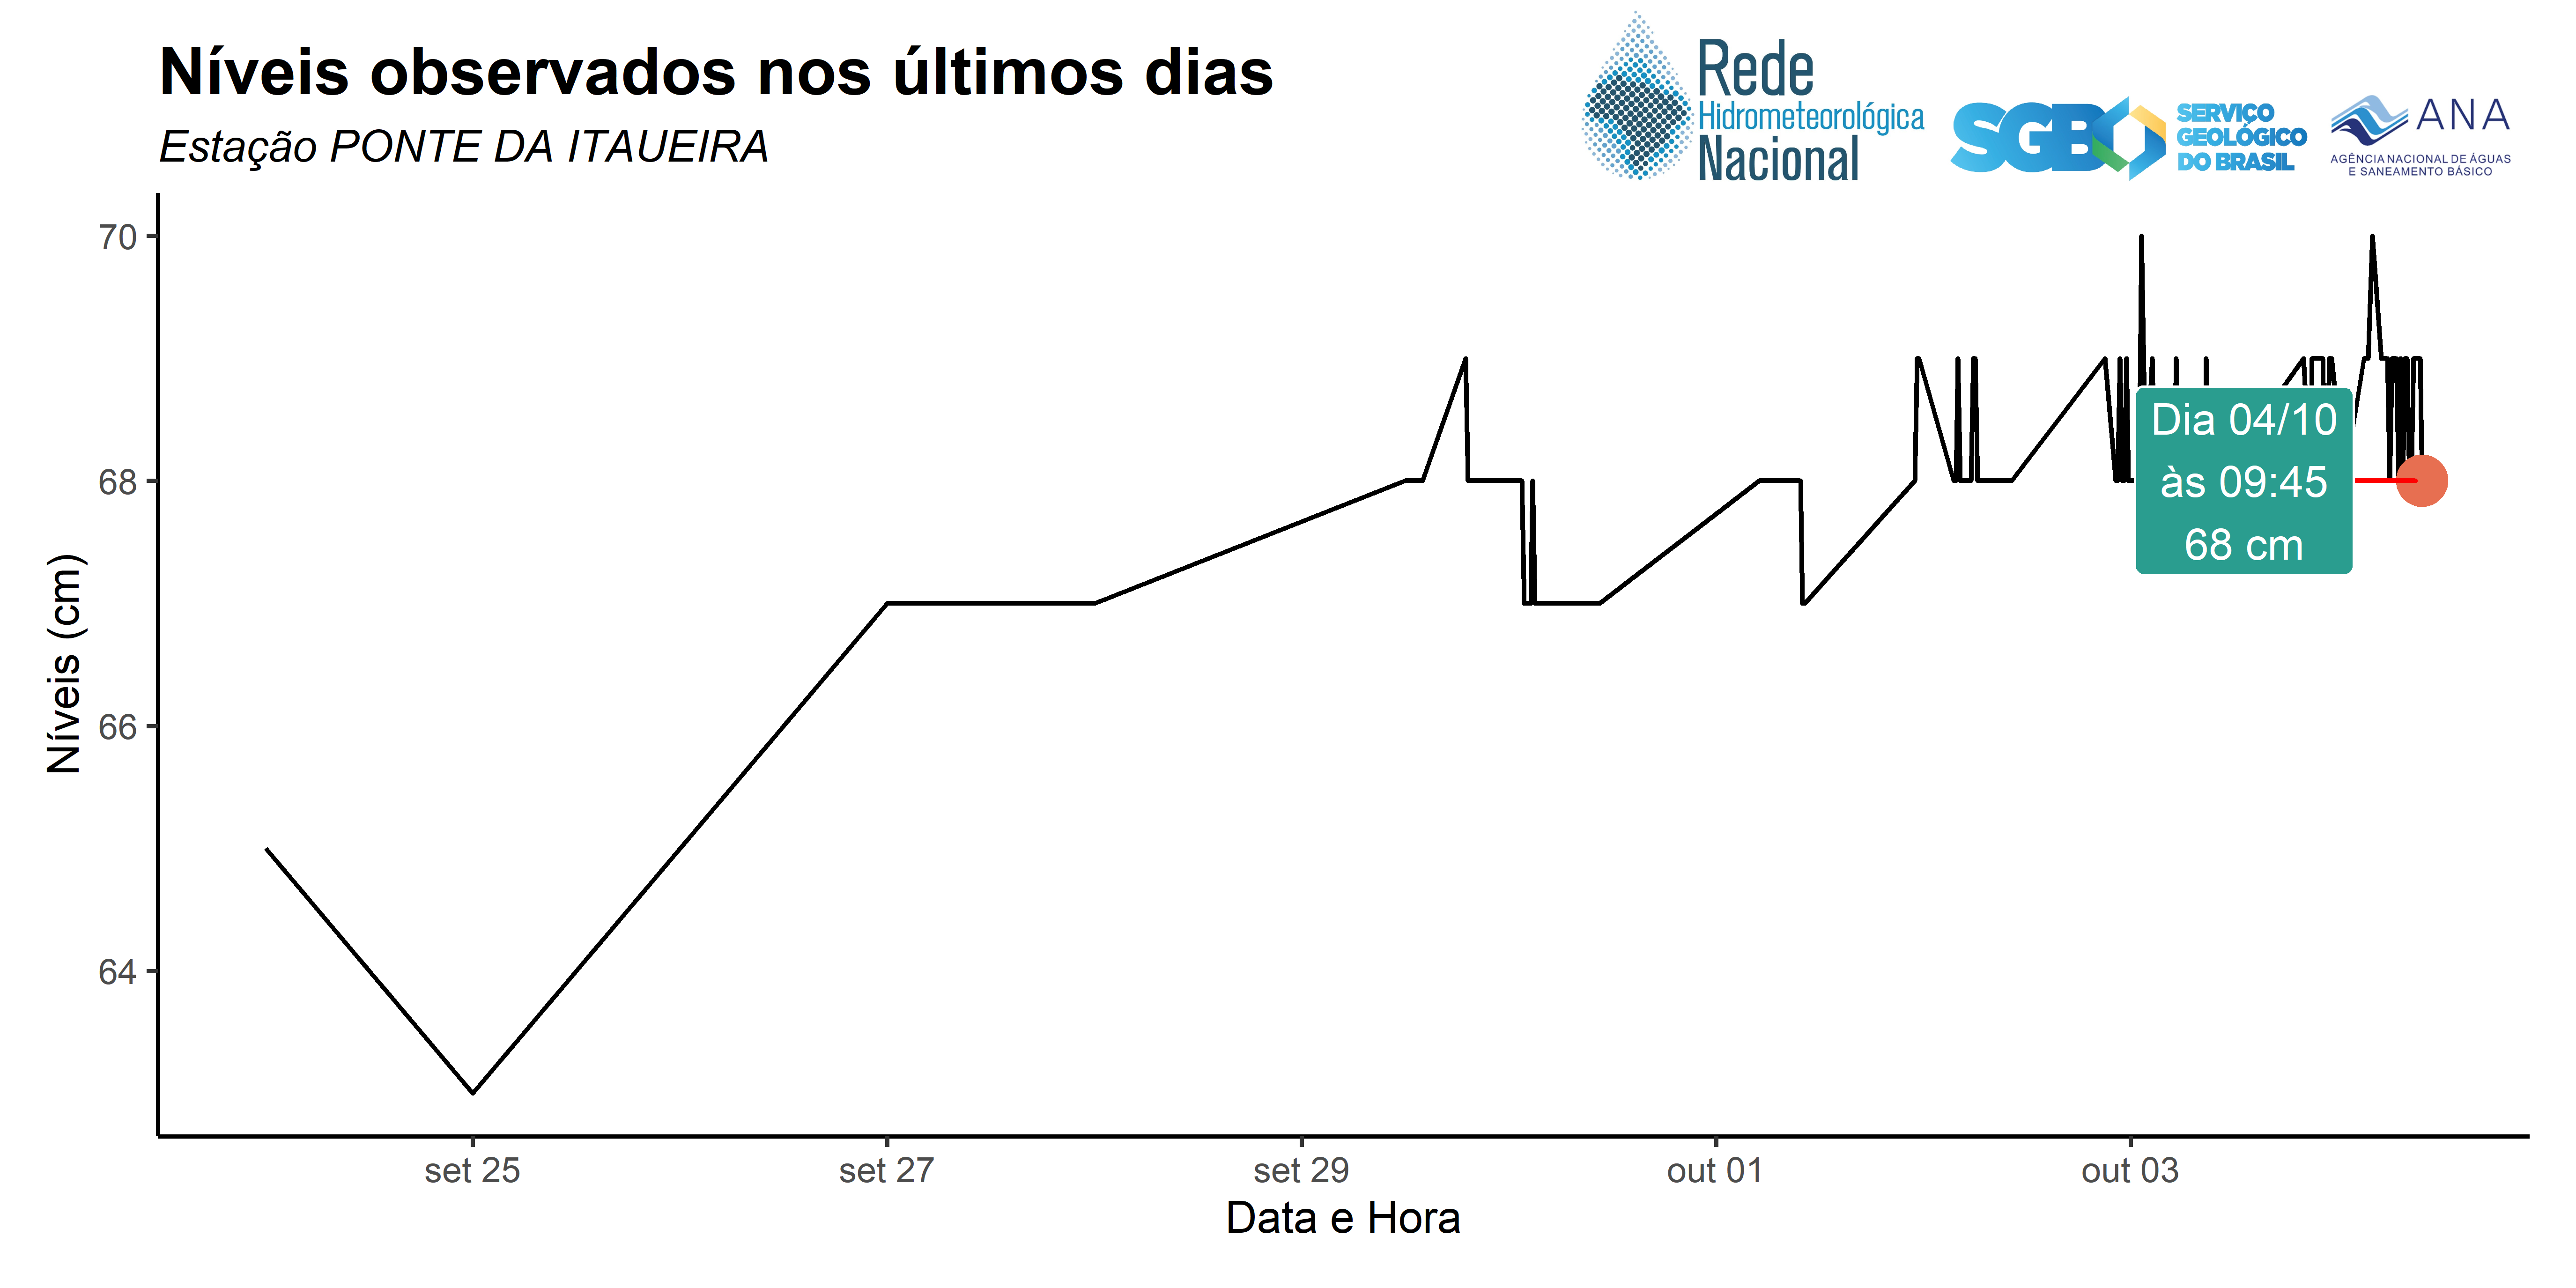 Níveis observados nos últimos dias
Estação PONTE DA ITAUEIRA
Rede
Hidrometeorológica
Nacional
SGB
SERVIÇO
GEOLÓGICO
DO BRASIL
ANA
AGÊNCIA NACIONAL DE ÁGUAS
E SANEAMENTO BÁSICO
70
68
66
64
Níveis (cm)
Dia 04/10
às 09:45
68 cm
set 25
set 27
set 29
out 01
out 03
Data e Hora